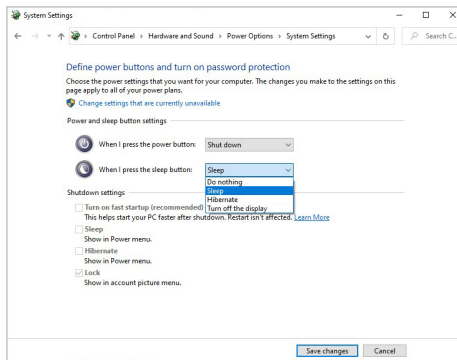 System Settings
Control Panel > Hardware and Sound > Power Options > System Settings
Search C...
Define power buttons and turn on password protection
Choose the power settings that you want for your computer. The changes you make to the settings on this
page apply to all of your power plans.
Change settings that are currently unavailable
Power and sleep button settings
When I press the power button: Shut down
When I press the sleep button: Sleep
Do nothing
Sleep
Hibernate
Turn off the display
Shutdown settings
Turn on fast startup (recommended)
This helps start your PC faster after shutdown. Restart isn't affected. Learn More
Sleep
Show in Power menu.
Hibernate
Show in Power menu.
Lock
Show in account picture menu.
Save changes
Cancel